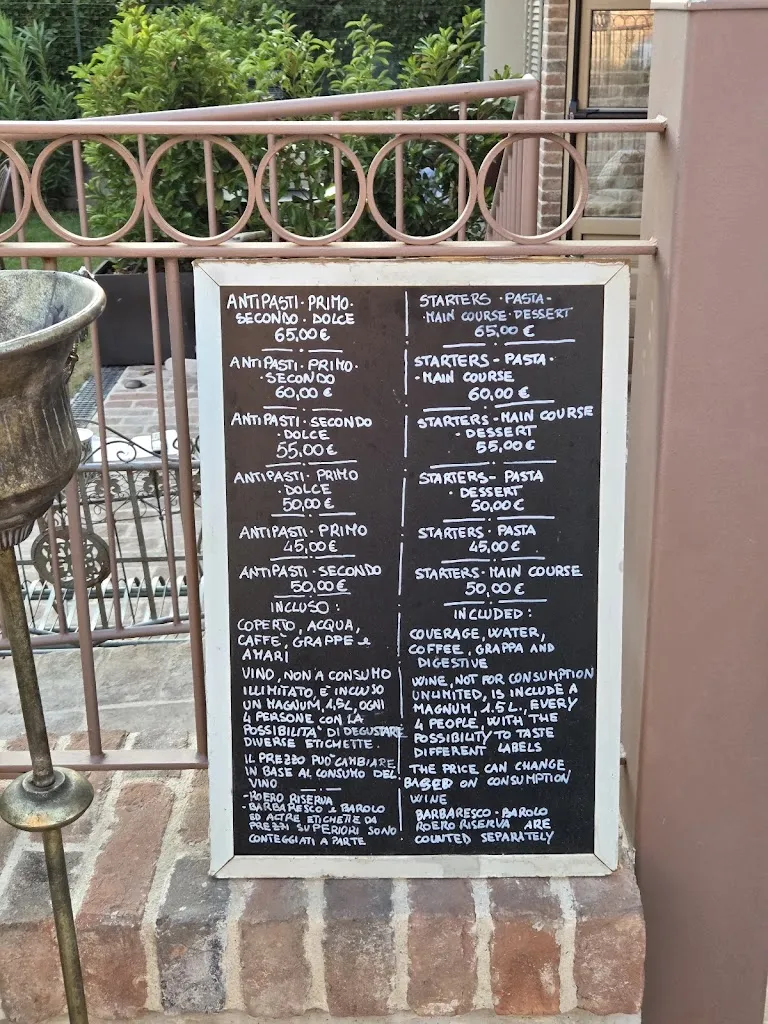 ANTIPASTI · PRIMO ·
SECONDO · DOLCE
65,00 €
ANTIPASTI · PRIMO ·
· SECONDO
60,00 €
ANTIPASTI · SECONDO
· DOLCE
55,00 €
ANTIPASTI · PRIMO
· DOLCE
50,00 €
ANTIPASTI · PRIMO
45,00 €
ANTIPASTI · SECONDO
50,00 €
INCLUSO :
COPERTO, ACQUA,
CAFFE', GRAPPE e
AMARI
VINO, NON A CONSUMO
ILLIMITATO, E' INCLUSO
UN MAGNUM, 1,5L, OGNI
4 PERSONE CON LA
POSSIBILITA' DI DEGUSTARE
DIVERSE ETICHETTE.
IL PREZZO PUO' CAMBIARE
IN BASE AL CONSUMO DEL
VINO
- ROERO RISERVA
- BARBARESCO e BAROLO
ED ALTRE ETICHETTE DA
PREZZI SUPERIORI SONO
CONTEGGIATI A PARTE
STARTERS · PASTA -
· MAIN COURSE · DESSERT
65,00 €
STARTERS - PASTA ·
· MAIN COURSE
60,00 €
STARTERS - MAIN COURSE
· DESSERT
55,00 €
STARTERS - PASTA
· DESSERT
50,00 €
STARTERS · PASTA
45,00 €
STARTERS · MAIN COURSE
50,00 €
INCLUDED :
COVERAGE, WATER,
COFFEE, GRAPPA AND
DIGESTIVE
WINE, NOT FOR CONSUMPTION
UNLIMITED, IS INCLUDE A
MAGNUM, 1.5 L., EVERY
4 PEOPLE, WITH THE
POSSIBILITY TO TASTE
DIFFERENT LABELS
THE PRICE CAN CHANGE
BASED ON CONSUMPTION
WINE
BARBARESCO - BAROLO
ROERO RISERVA ARE
COUNTED SEPARATELY